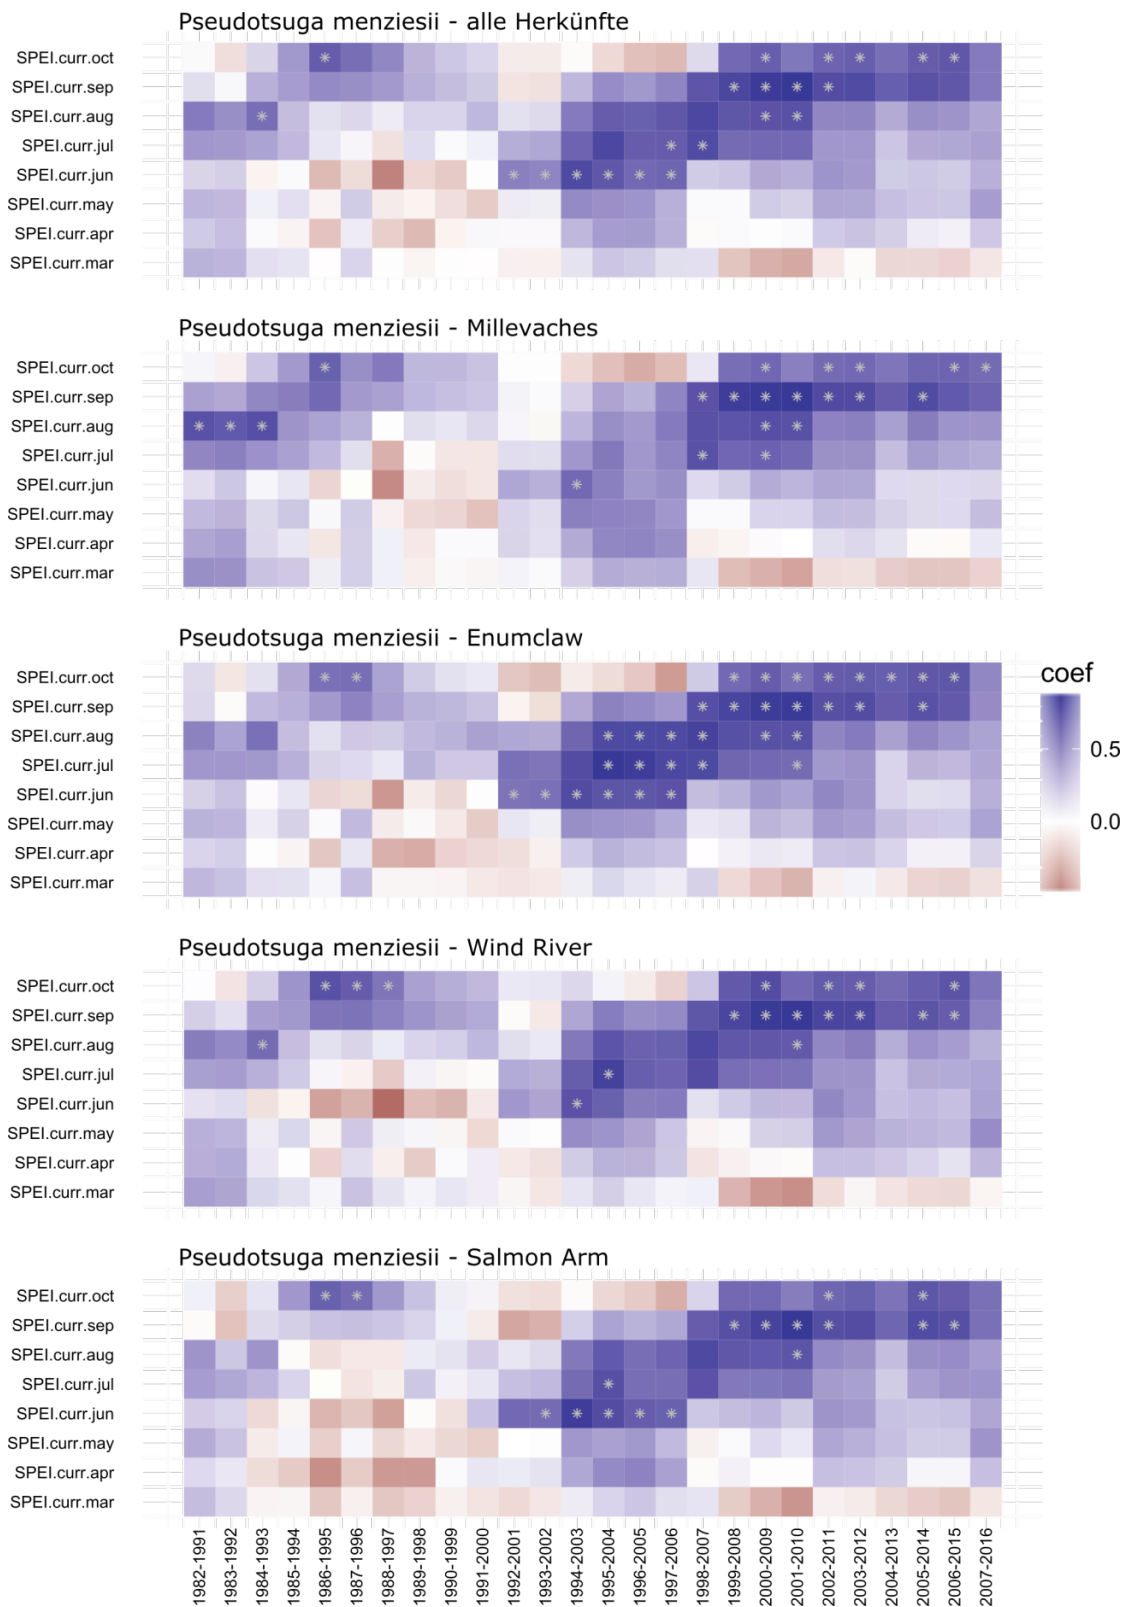 Pseudotsuga menziesii - alle Herkünfte
SPEI.curr.oct
SPEI.curr.sep
SPEI.curr.aug
SPEI.curr.jul
SPEI.curr.jun
SPEI.curr.may
SPEI.curr.apr
SPEI.curr.mar
Pseudotsuga menziesii - Millevaches
SPEI.curr.oct
SPEI.curr.sep
SPEI.curr.aug
SPEI.curr.jul
SPEI.curr.jun
SPEI.curr.may
SPEI.curr.apr
SPEI.curr.mar
Pseudotsuga menziesii - Enumclaw
SPEI.curr.oct
SPEI.curr.sep
SPEI.curr.aug
SPEI.curr.jul
SPEI.curr.jun
SPEI.curr.may
SPEI.curr.apr
SPEI.curr.mar
coef
0.5
0.0
Pseudotsuga menziesii - Wind River
SPEI.curr.oct
SPEI.curr.sep
SPEI.curr.aug
SPEI.curr.jul
SPEI.curr.jun
SPEI.curr.may
SPEI.curr.apr
SPEI.curr.mar
Pseudotsuga menziesii - Salmon Arm
SPEI.curr.oct
SPEI.curr.sep
SPEI.curr.aug
SPEI.curr.jul
SPEI.curr.jun
SPEI.curr.may
SPEI.curr.apr
SPEI.curr.mar
1982-1991
1983-1992
1984-1993
1985-1994
1986-1995
1987-1996
1988-1997
1989-1998
1990-1999
1991-2000
1992-2001
1993-2002
1994-2003
1995-2004
1996-2005
1997-2006
1998-2007
1999-2008
2000-2009
2001-2010
2002-2011
2003-2012
2004-2013
2005-2014
2006-2015
2007-2016